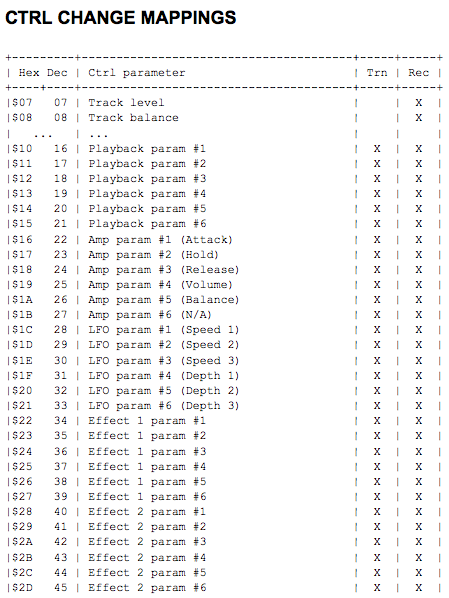 CTRL CHANGE MAPPINGS
+---------+----------------------------------+-----+-----+
| Hex Dec | Ctrl parameter | Trn | Rec |
+----+----+----------------------------------+-----+-----+
|$07 07 | Track level | | X |
|$08 08 | Track balance | | X |
| ... | ... | | |
|$10 16 | Playback param #1 | X | X |
|$11 17 | Playback param #2 | X | X |
|$12 18 | Playback param #3 | X | X |
|$13 19 | Playback param #4 | X | X |
|$14 20 | Playback param #5 | X | X |
|$15 21 | Playback param #6 | X | X |
|$16 22 | Amp param #1 (Attack) | X | X |
|$17 23 | Amp param #2 (Hold) | X | X |
|$18 24 | Amp param #3 (Release) | X | X |
|$19 25 | Amp param #4 (Volume) | X | X |
|$1A 26 | Amp param #5 (Balance) | X | X |
|$1B 27 | Amp param #6 (N/A) | X | X |
|$1C 28 | LFO param #1 (Speed 1) | X | X |
|$1D 29 | LFO param #2 (Speed 2) | X | X |
|$1E 30 | LFO param #3 (Speed 3) | X | X |
|$1F 31 | LFO param #4 (Depth 1) | X | X |
|$20 32 | LFO param #5 (Depth 2) | X | X |
|$21 33 | LFO param #6 (Depth 3) | X | X |
|$22 34 | Effect 1 param #1 | X | X |
|$23 35 | Effect 1 param #2 | X | X |
|$24 36 | Effect 1 param #3 | X | X |
|$25 37 | Effect 1 param #4 | X | X |
|$26 38 | Effect 1 param #5 | X | X |
|$27 39 | Effect 1 param #6 | X | X |
|$28 40 | Effect 2 param #1 | X | X |
|$29 41 | Effect 2 param #2 | X | X |
|$2A 42 | Effect 2 param #3 | X | X |
|$2B 43 | Effect 2 param #4 | X | X |
|$2C 44 | Effect 2 param #5 | X | X |
|$2D 45 | Effect 2 param #6 | X | X |